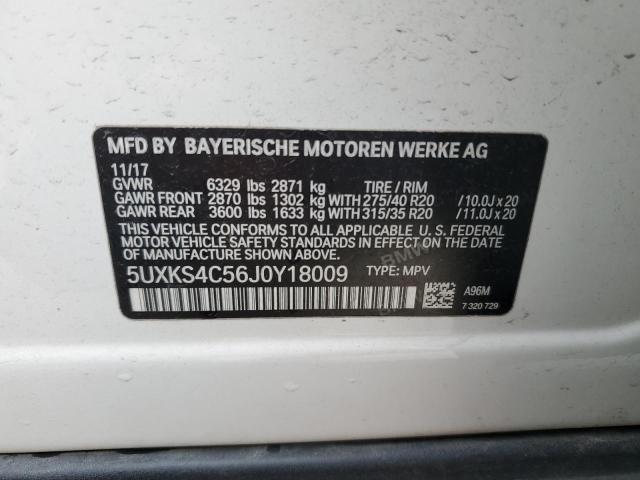 MFD BY BAYERISCHE MOTOREN WERKE AG
11/17
GVWR 6329 lbs 2871 kg TIRE / RIM
GAWR FRONT 2870 lbs 1302 kg WITH 275/40 R20 /10.0J x 20
GAWR REAR 3600 lbs 1633 kg WITH 315/35 R20 /11.0J x 20
THIS VEHICLE CONFORMS TO ALL APPLICABLE U. S. FEDERAL
MOTOR VEHICLE SAFETY STANDARDS IN
EFFECT ON THE DATE OF MANUFACTURE SHOWN ABOVE.
5UXKS4C56J0Y18009 TYPE: MPV
A96M
7 320 729